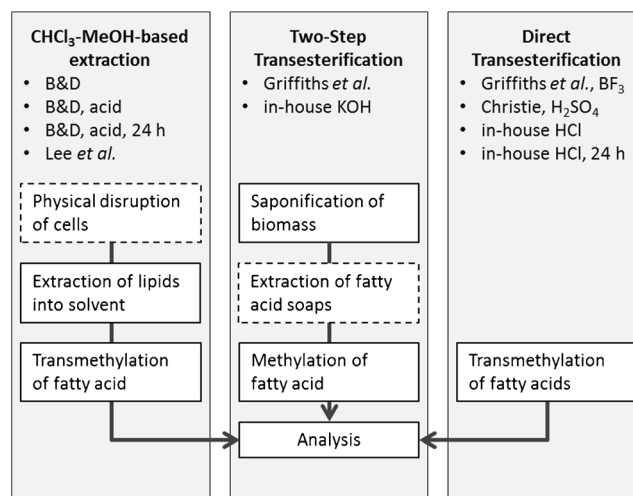 CHCl₃-MeOH-based
extraction
• B&D
• B&D, acid
• B&D, acid, 24 h
• Lee et al.
Physical disruption
of cells
Extraction of lipids
into solvent
Transmethylation
of fatty acid
Two-Step
Transesterification
• Griffiths et al.
• in-house KOH
Saponification of
biomass
Extraction of fatty
acid soaps
Methylation of
fatty acid
Analysis
Direct
Transesterification
• Griffiths et al., BF₃
• Christie, H₂SO₄
• in-house HCl
• in-house HCl, 24 h
Transmethylation
of fatty acids